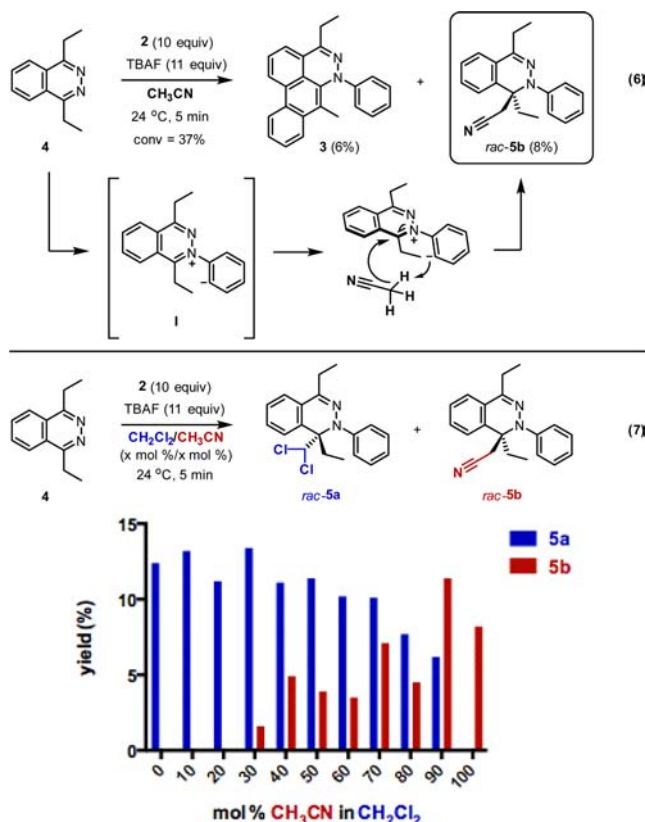 2 (10 equiv)
TBAF (11 equiv)
CH3CN
24 °C, 5 min
conv = 37%
4
N
N
+
N
N
3 (6%)
N
N
N
rac-5b (8%)
(6)
N
N
+
−
I
N
N
+
−
N
H
H
H
2 (10 equiv)
TBAF (11 equiv)
CH2Cl2/CH3CN
(x mol %/x mol %)
24 °C, 5 min
N
N
4
N
N
Cl
Cl
rac-5a
+
N
N
N
rac-5b
(7)
5a
5b
15
10
5
0
yield (%)
0 10 20 30 40 50 60 70 80 90 100
mol % CH3CN in CH2Cl2